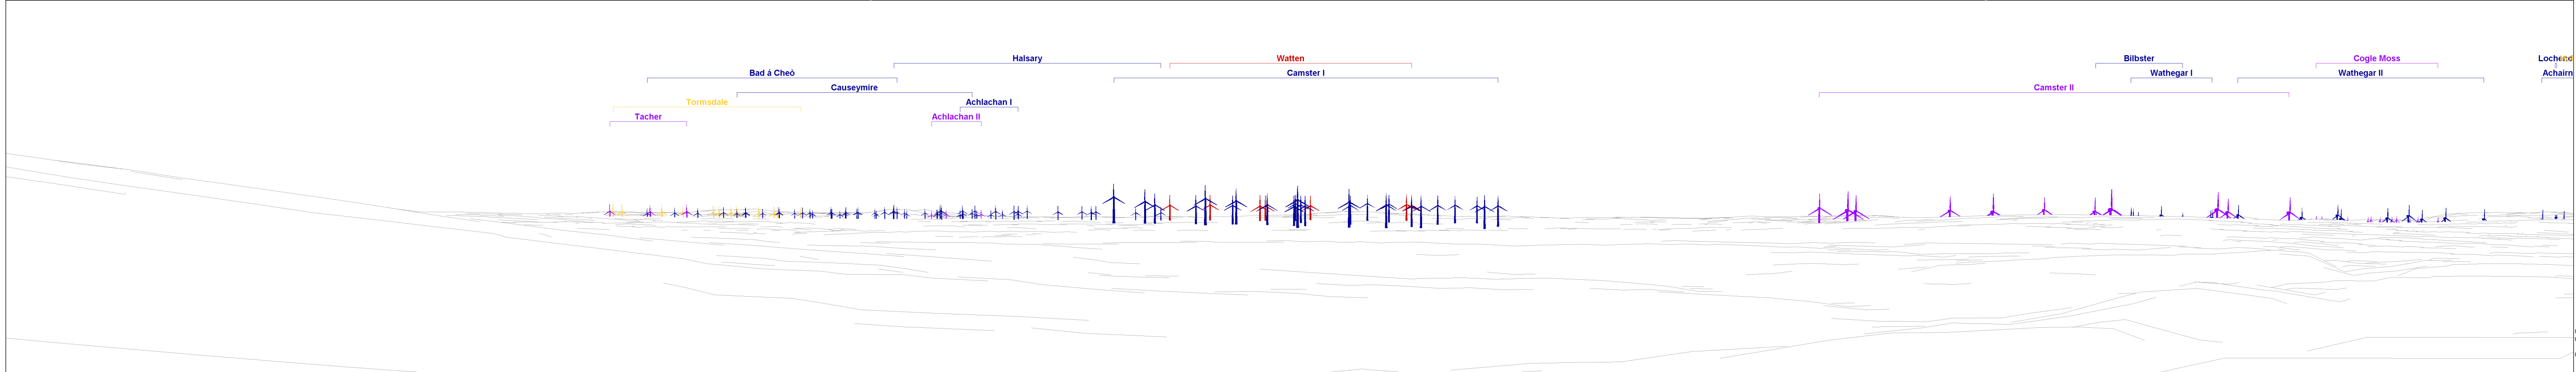 Halsary
Watten
Bilbster
Cogle Moss
Bad á Cheò
Camster I
Wathegar I
Wathegar II
Achairn
Causeymire
Camster II
Tormsdale
Achlachan I
Tacher
Achlachan II